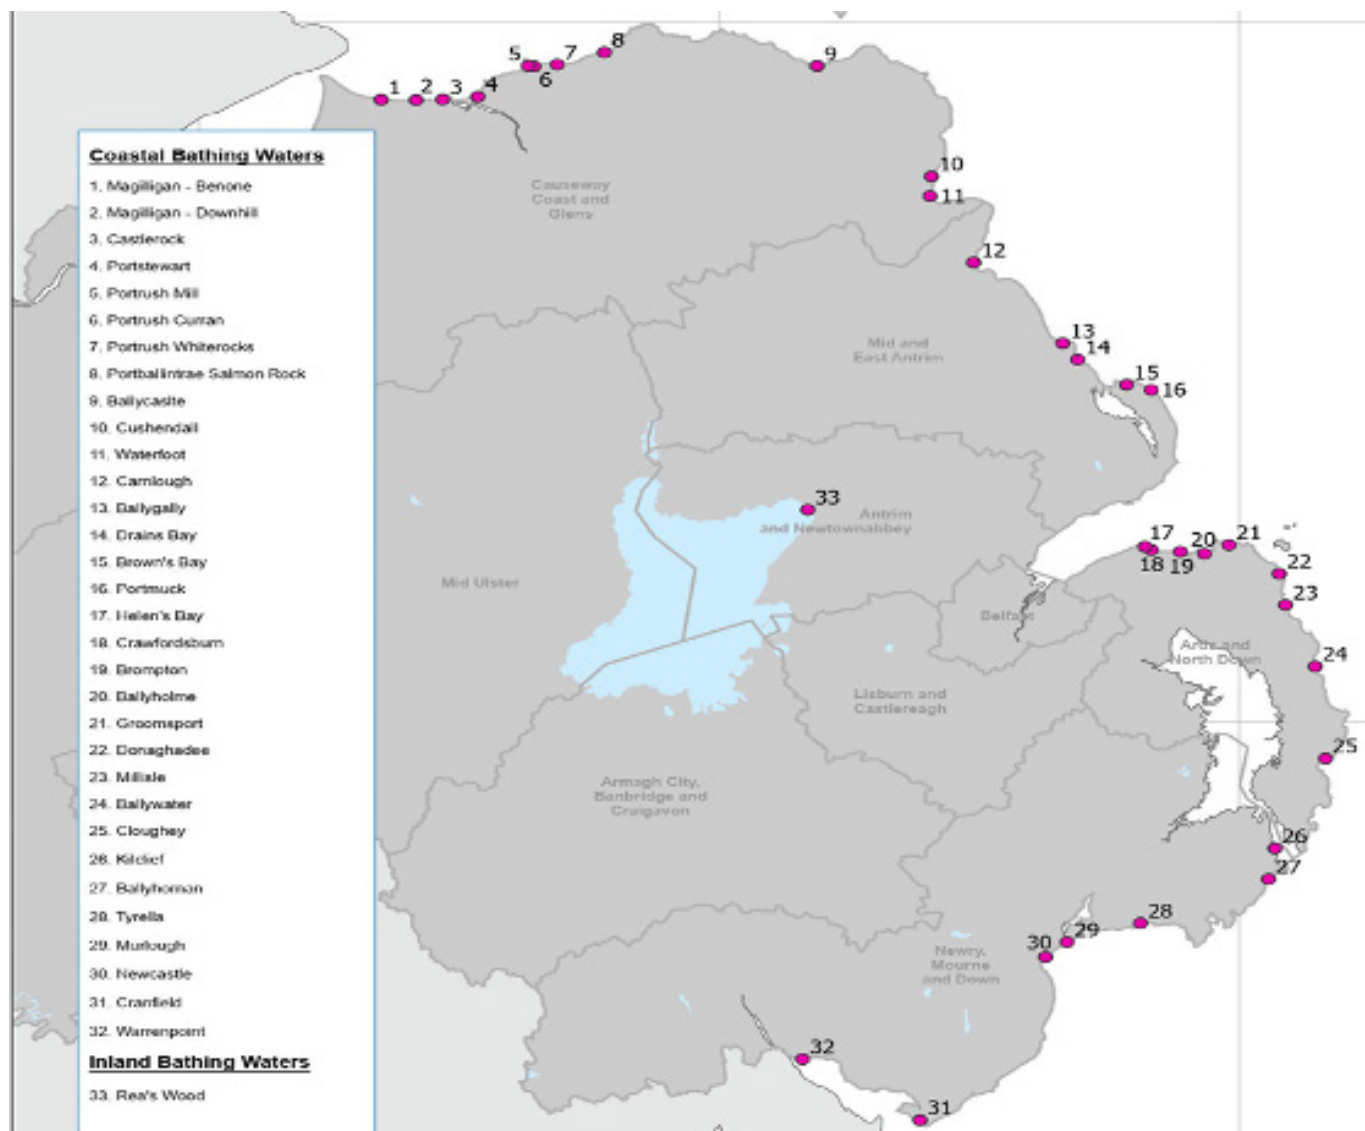 Coastal Bathing Waters
1. Magilligan - Benone
2. Magilligan - Downhill
3. Castlerock
4. Portstewart
5. Portrush Mill
6. Portrush Curran
7. Portrush Whiterocks
8. Portballintrae Salmon Rock
9. Ballycastle
10. Cushendall
11. Waterfoot
12. Carnlough
13. Ballygally
14. Drains Bay
15. Brown's Bay
16. Portmuck
17. Helen's Bay
18. Crawfordsburn
19. Brompton
20. Ballyholme
21. Groomsport
22. Donaghadee
23. Millisle
24. Ballywater
25. Cloughey
26. Kilclief
27. Ballyhornan
28. Tyrella
29. Murlough
30. Newcastle
31. Cranfield
32. Warrenpoint
Inland Bathing Waters
33. Rea's Wood
1
2
3
4
5
6
7
8
9
10
11
12
13
14
15
16
17
18
19
20
21
22
23
24
25
26
27
28
29
30
31
32
33
Causeway
Coast and
Glens
Mid and
East Antrim
Antrim
and Newtownabbey
Mid Ulster
Belfast
Ards and
North Down
Lisburn and
Castlereagh
Armagh City,
Banbridge and
Craigavon
Newry,
Mourne
and Down